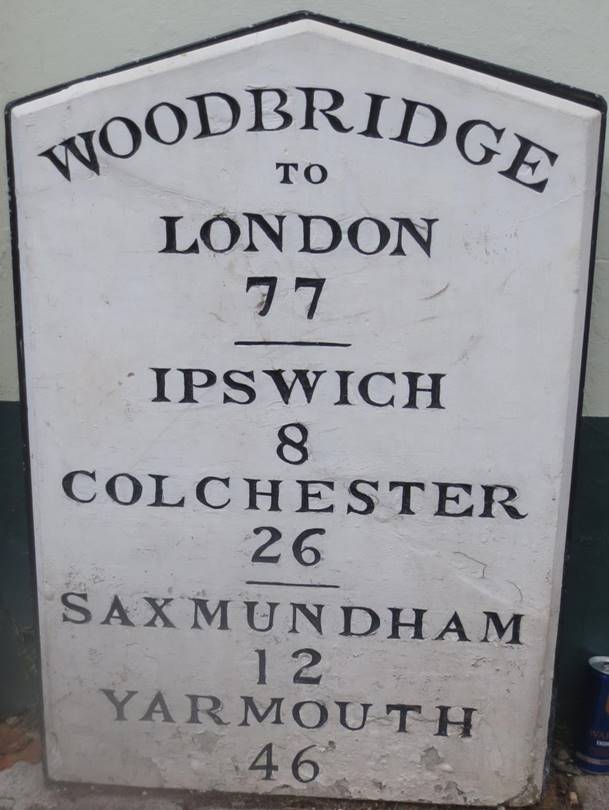 WOODBRIDGE
TO
LONDON
77
IPSWICH
8
COLCHESTER
26
SAXMUNDHAM
12
YARMOUTH
46